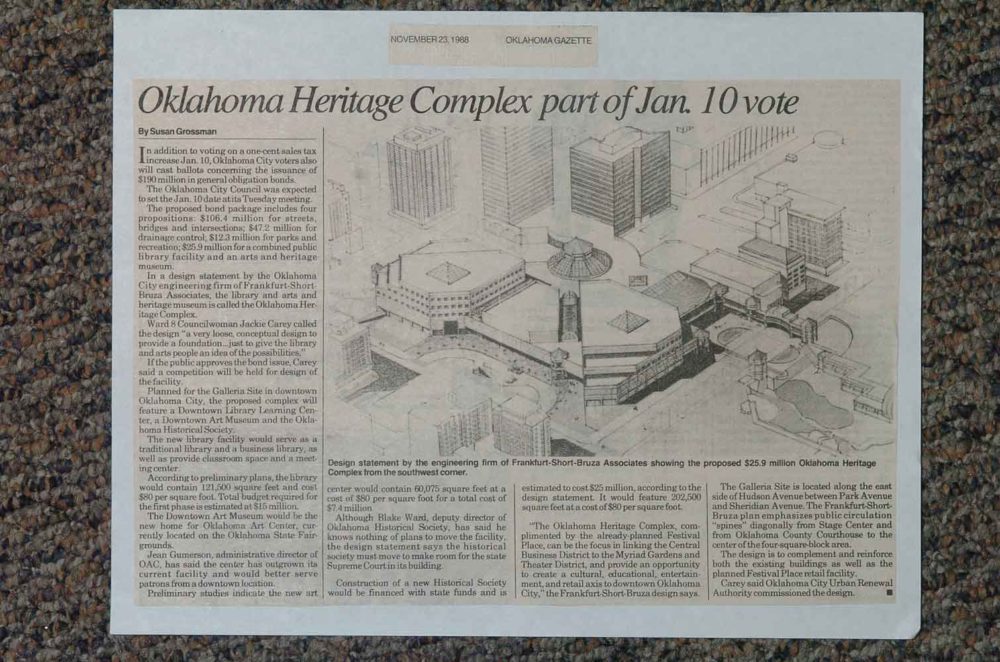 NOVEMBER 23, 1988 OKLAHOMA GAZETTE
Oklahoma Heritage Complex part of Jan. 10 vote
By Susan Grossman
In addition to voting on a one-cent sales tax
increase Jan. 10, Oklahoma City voters also
will cast ballots concerning the issuance of
$190 million in general obligation bonds.
The Oklahoma City Council was expected
to set the Jan. 10 date at its Tuesday meeting.
The proposed bond package includes four
propositions: $106.4 million for streets,
bridges and intersections; $47.2 million for
drainage control; $12.3 million for parks and
recreation; $25.9 million for a combined public
library facility and an arts and heritage
museum.
In a design statement by the Oklahoma
City engineering firm of Frankfurt-Short-
Bruza Associates, the library and arts and
heritage museum is called the Oklahoma Her-
itage Complex.
Ward 8 Councilwoman Jackie Carey called
the design "a very loose, conceptual design to
provide a foundation...just to give the library
and arts people an idea of the possibilities."
If the public approves the bond issue, Carey
said a competition will be held for design of
the facility.
Planned for the Galleria Site in downtown
Oklahoma City, the proposed complex will
feature a Downtown Library Learning Cen-
ter, a Downtown Art Museum and the Okla-
homa Historical Society.
The new library facility would serve as a
traditional library and a business library, as
well as provide classroom space and a meet-
ing center.
According to preliminary plans, the library
would contain 121,500 square feet and cost
$80 per square foot. Total budget required for
the first phase is estimated at $15 million.
The Downtown Art Museum would be the
new home for Oklahoma Art Center, cur-
rently located on the Oklahoma State Fair-
grounds.
Jean Gumerson, administrative director of
OAC, has said the center has outgrown its
current facility and would better serve
patrons from a downtown location.
Preliminary studies indicate the new art
Design statement by the engineering firm of Frankfurt-Short-Bruza Associates showing the proposed $25.9 million Oklahoma Heritage
Complex from the southwest corner.
center would contain 60,075 square feet at a
cost of $80 per square foot for a total cost of
$7.4 million.
Although Blake Ward, deputy director of
Oklahoma Historical Society, has said he
knows nothing of plans to move the facility,
the design statement says the historical
society must move to make room for the state
Supreme Court in its building.
Construction of a new Historical Society
would be financed with state funds and is
estimated to cost $25 million, according to the
design statement. It would feature 202,500
square feet at a cost of $80 per square foot.
"The Oklahoma Heritage Complex, com-
plimented by the already-planned Festival
Place, can be the focus in linking the Central
Business District to the Myriad Gardens and
Theater District, and provide an opportunity
to create a cultural, educational, entertain-
ment, and retail axis to downtown Oklahoma
City," the Frankfurt-Short-Bruza design says.
The Galleria Site is located along the east
side of Hudson Avenue between Park Avenue
and Sheridian Avenue. The Frankfurt-Short-
Bruza plan emphasizes public circulation
"spines" diagonally from Stage Center and
from Oklahoma County Courthouse to the
center of the four-square-block area.
The design is to complement and reinforce
both the existing buildings as well as the
planned Festival Place retail facility.
Carey said Oklahoma City Urban Renewal
Authority commissioned the design.